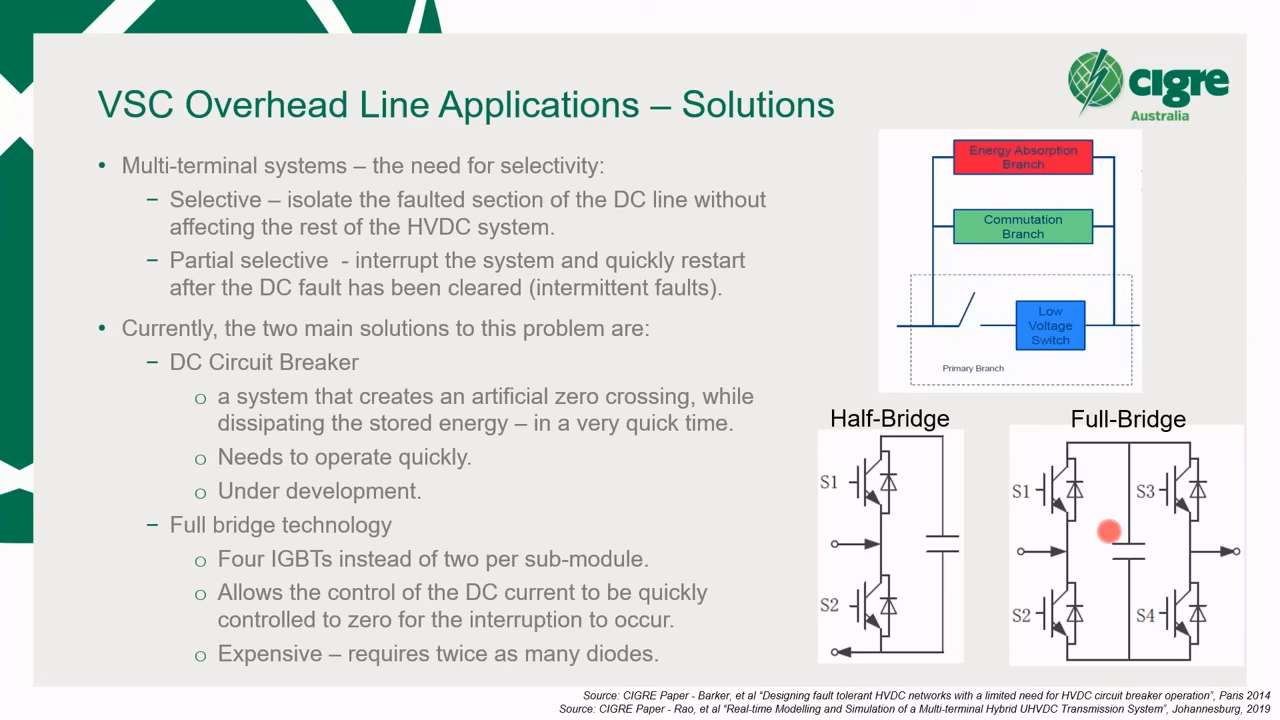 cigre
Australia
VSC Overhead Line Applications – Solutions
• Multi-terminal systems – the need for selectivity:
− Selective – isolate the faulted section of the DC line without
affecting the rest of the HVDC system.
− Partial selective - interrupt the system and quickly restart
after the DC fault has been cleared (intermittent faults).
• Currently, the two main solutions to this problem are:
− DC Circuit Breaker
o a system that creates an artificial zero crossing, while
dissipating the stored energy – in a very quick time.
o Needs to operate quickly.
o Under development.
− Full bridge technology
o Four IGBTs instead of two per sub-module.
o Allows the control of the DC current to be quickly
controlled to zero for the interruption to occur.
o Expensive – requires twice as many diodes.
Energy Absorption
Branch
Commutation
Branch
Low
Voltage
Switch
Primary Branch
Half-Bridge
S1
S2
Full-Bridge
S1
S3
S2
S4
Source: CIGRE Paper - Barker, et al “Designing fault tolerant HVDC networks with a limited need for HVDC circuit breaker operation”, Paris 2014
Source: CIGRE Paper - Rao, et al “Real-time Modelling and Simulation of a Multi-terminal Hybrid UHVDC Transmission System”, Johannesburg, 2019